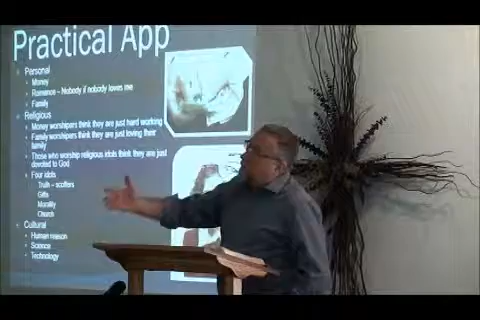 Practical App
Personal
Money
Romance – Nobody if nobody loves me
Family
Religious
Money worshipers think they are just hard working
Family worshipers think they are just loving their
family
Those who worship religious idols think they are just
devoted to God
Four idols
Truth – scoffers
Gifts
Morality
Church
Cultural
Human reason
Science
Technology